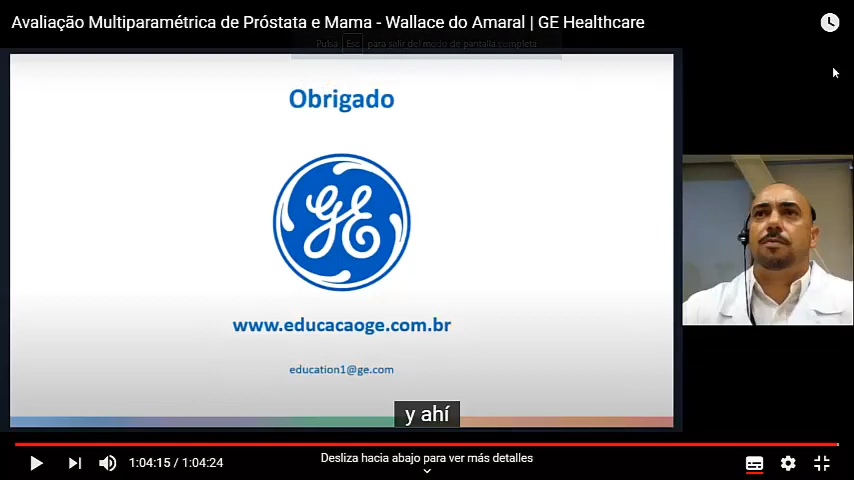 Avaliação Multiparamétrica de Próstata e Mama - Wallace do Amaral | GE Healthcare
Pulsa Esc para salir del modo de pantalla completa
Obrigado
GE
www.educacaoge.com.br
education1@ge.com
y ahí
1:04:15 / 1:04:24
Desliza hacia abajo para ver más detalles